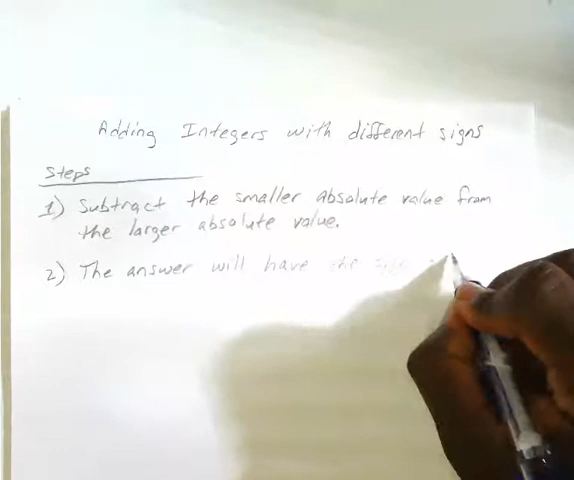 Adding Integers with different signs
Steps
1) Subtract the smaller absolute value from
the larger absolute value.
2) The answer will have the